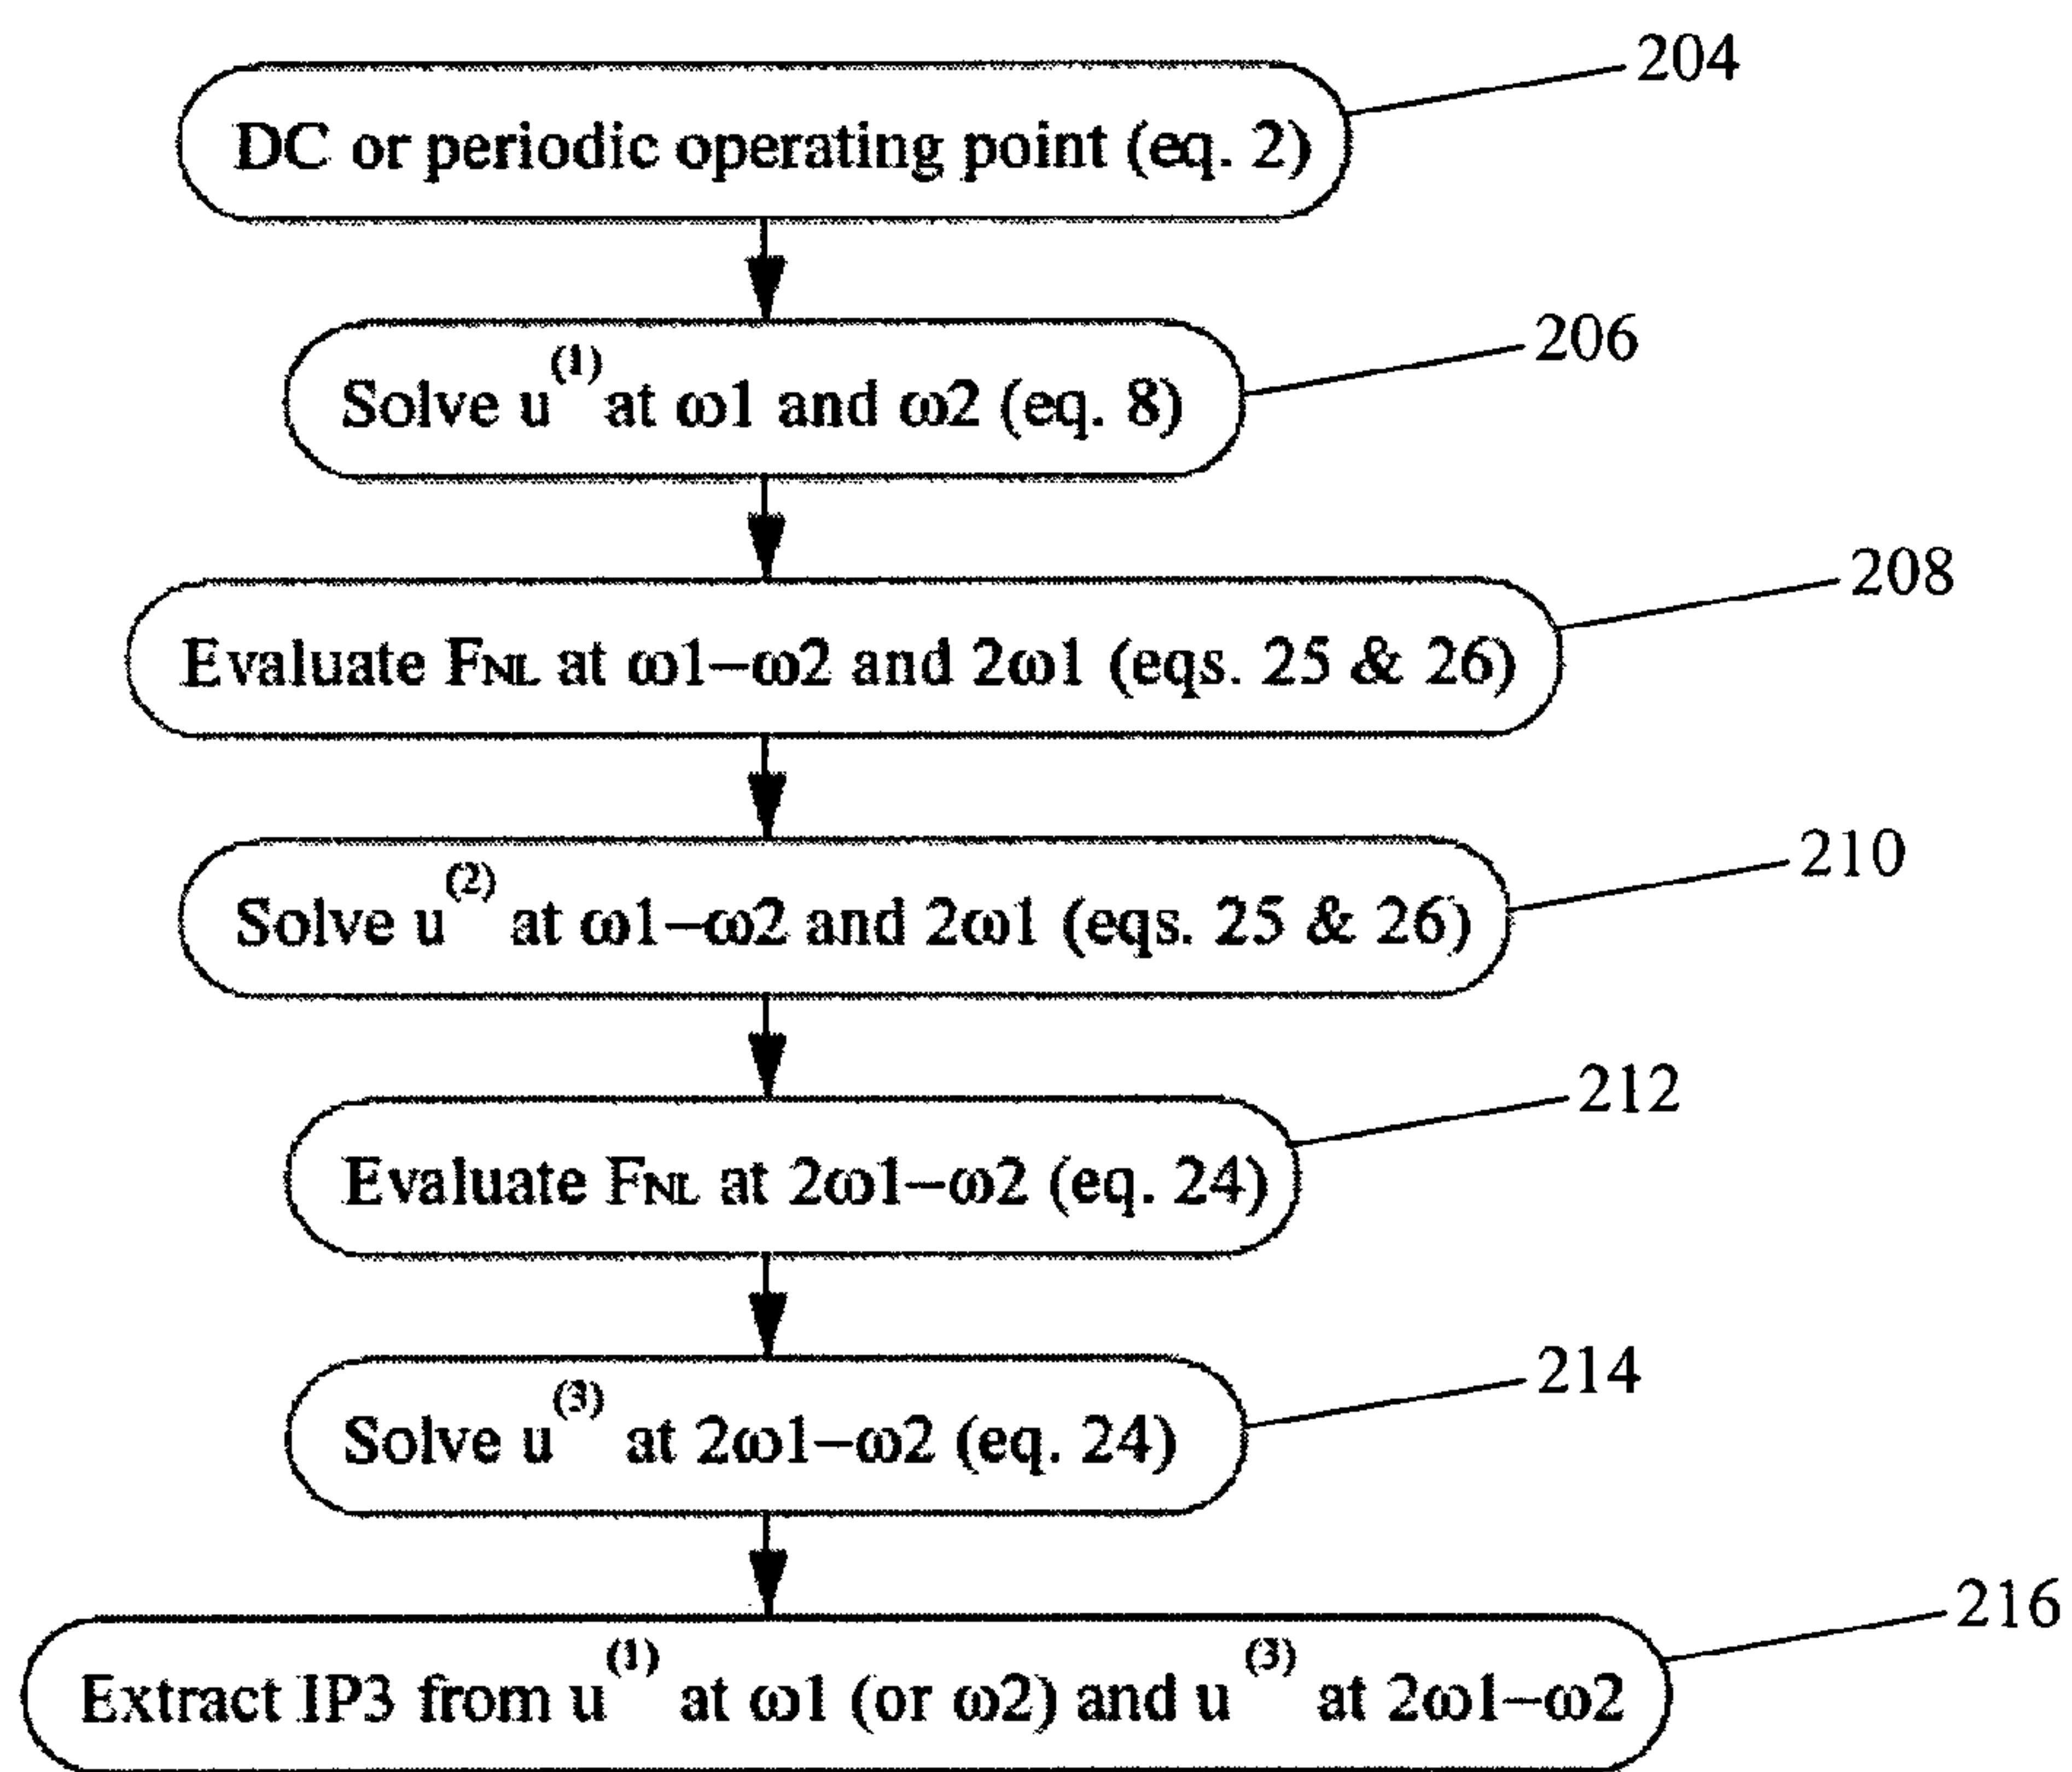 204
DC or periodic operating point (eq. 2)
206
Solve u(1) at ω1 and ω2 (eq. 8)
208
Evaluate FNL at ω1–ω2 and 2ω1 (eqs. 25 & 26)
210
Solve u(2) at ω1–ω2 and 2ω1 (eqs. 25 & 26)
212
Evaluate FNL at 2ω1–ω2 (eq. 24)
214
Solve u(3) at 2ω1–ω2 (eq. 24)
216
Extract IP3 from u(1) at ω1 (or ω2) and u(3) at 2ω1–ω2